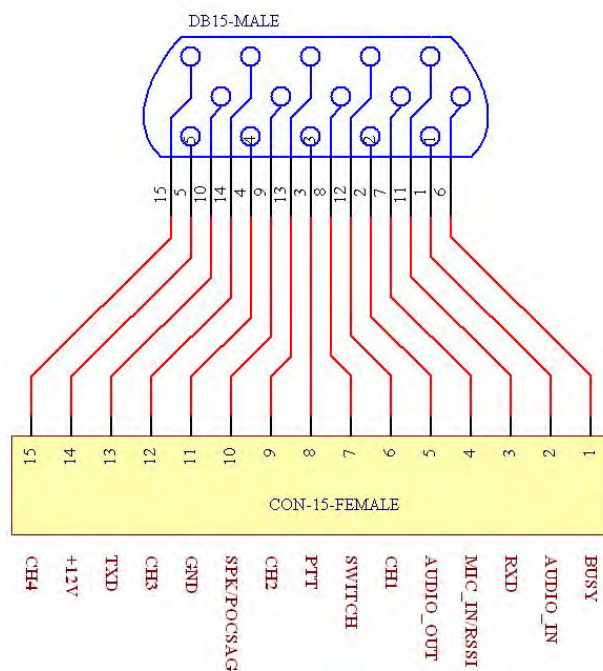 DB15-MALE
5 4 3 2 1
15 5 10 14 4 9 13 3 8 12 2 7 11 1 6
15 14 13 12 11 10 9 8 7 6 5 4 3 2 1
CON-15-FEMALE
CH4
+12V
TXD
CH3
GND
SPK/POCSAG
CH2
PTT
SWITCH
CH1
AUDIO_OUT
MIC_IN/RSSI
RXD
AUDIO_IN
BUSY